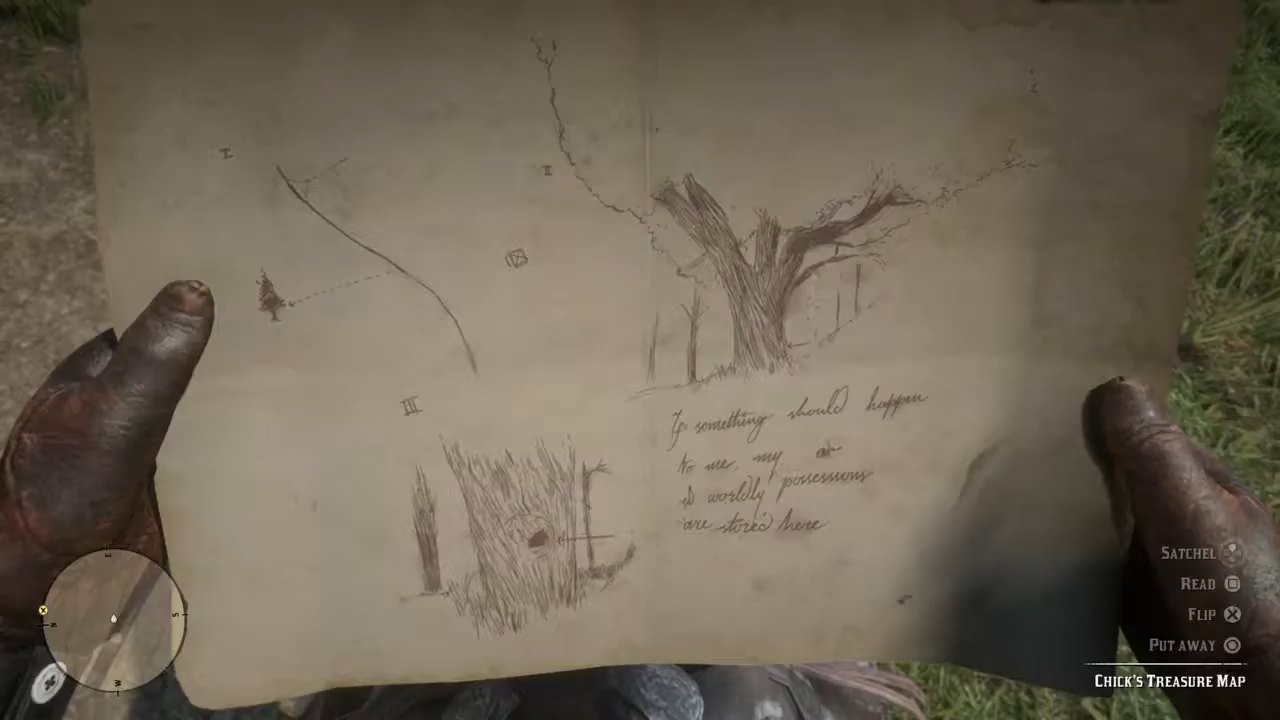 I
II
III
If something should happen
to me, my
worldly possessions
are stored here
E
N
S
W
SATCHEL
READ
FLIP
PUT AWAY
CHICK'S TREASURE MAP